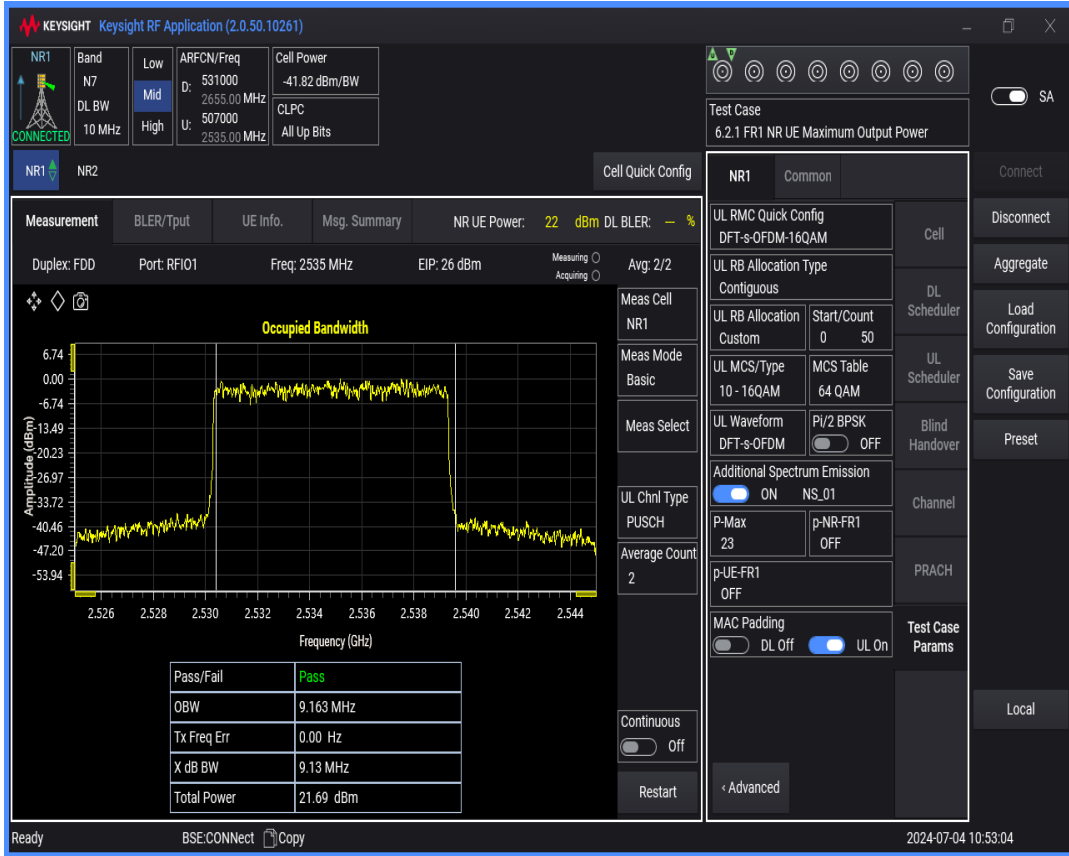 KEYSIGHT Keysight RF Application (2.0.50.10261)
NR1
CONNECTED
Band
N7
DL BW
10 MHz
Low
Mid
High
ARFCN/Freq
D: 531000
2655.00 MHz
U: 507000
2535.00 MHz
Cell Power
-41.82 dBm/BW
CLPC
All Up Bits
Test Case
6.2.1 FR1 NR UE Maximum Output Power
SA
NR1 NR2
Cell Quick Config
Measurement BLER/Tput UE Info. Msg. Summary NR UE Power: 22 dBm DL BLER: --- %
Duplex: FDD Port: RFIO1 Freq: 2535 MHz EIP: 26 dBm Measuring Avg: 2/2
Acquiring
Occupied Bandwidth
Amplitude (dBm)
6.74
0.00
-6.74
-13.49
-20.23
-26.97
-33.72
-40.46
-47.20
-53.94
2.526 2.528 2.530 2.532 2.534 2.536 2.538 2.540 2.542 2.544
Frequency (GHz)
Pass/Fail Pass
OBW 9.163 MHz
Tx Freq Err 0.00 Hz
X dB BW 9.13 MHz
Total Power 21.69 dBm
Meas Cell
NR1
Meas Mode
Basic
Meas Select
UL Chnl Type
PUSCH
Average Count
2
Continuous
Off
Restart
NR1 Common
UL RMC Quick Config
DFT-s-OFDM-16QAM
UL RB Allocation Type
Contiguous
UL RB Allocation Start/Count
Custom 0 50
UL MCS/Type MCS Table
10 - 16QAM 64 QAM
UL Waveform Pi/2 BPSK
DFT-s-OFDM OFF
Additional Spectrum Emission
ON NS_01
P-Max p-NR-FR1
23 OFF
p-UE-FR1
OFF
MAC Padding
DL Off UL On
‹ Advanced
Cell
DL
Scheduler
UL
Scheduler
Blind
Handover
Channel
PRACH
Test Case
Params
Connect
Disconnect
Aggregate
Load
Configuration
Save
Configuration
Preset
Local
Ready BSE:CONNect Copy 2024-07-04 10:53:04